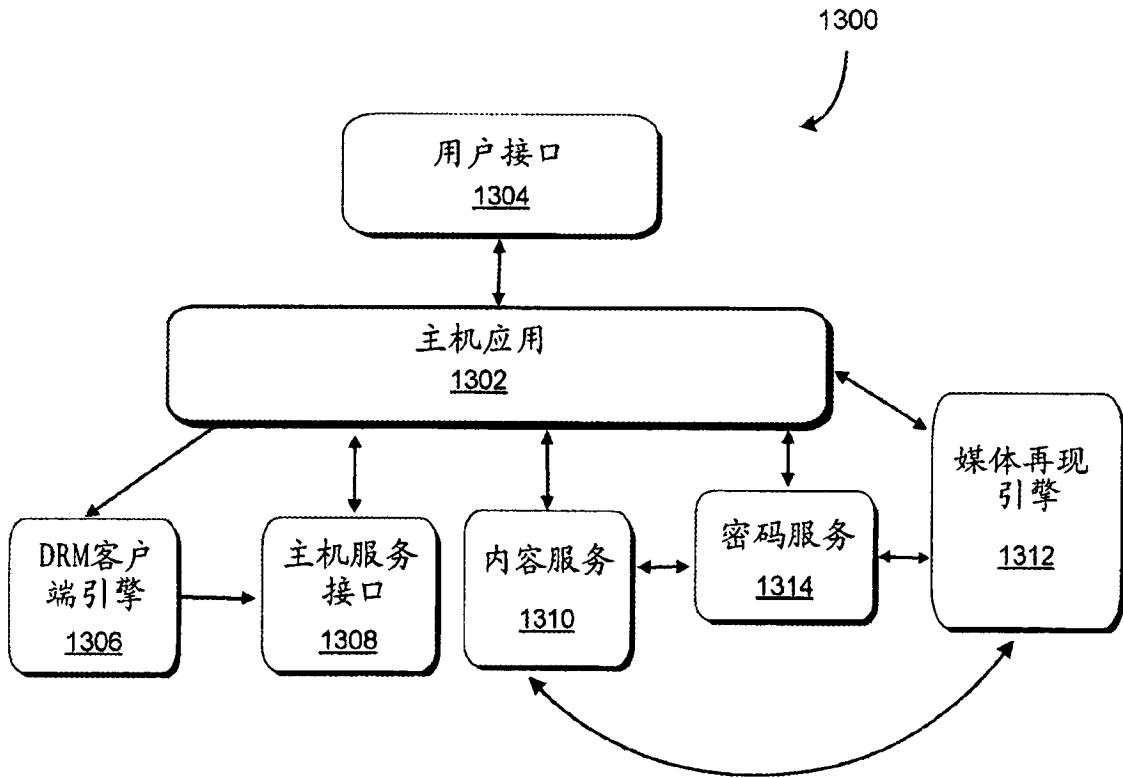 1300
用户接口
1304
主机应用
1302
DRM客户
端引擎
1306
主机服务
接口
1308
内容服务
1310
密码服务
1314
媒体再现
引擎
1312